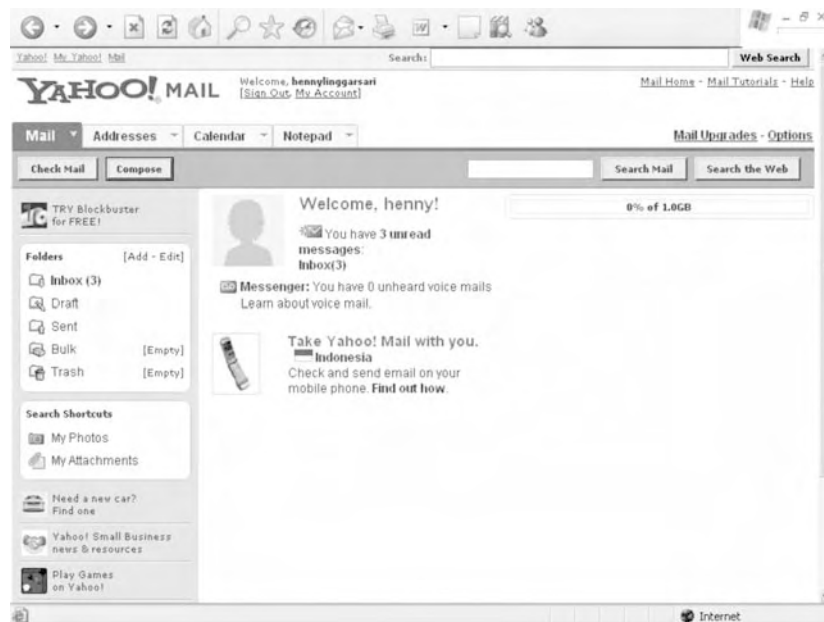 Yahoo! My Yahoo! Mail Search: Web Search
YAHOO! MAIL
Welcome, hennylinggarsari
[Sign Out, My Account]
Mail Home - Mail Tutorials - Help
Mail Addresses Calendar Notepad
Mail Upgrades - Options
Check Mail Compose Search Mail Search the Web
TRY Blockbuster
for FREE!
Folders [Add - Edit]
Inbox (3)
Draft
Sent
Bulk [Empty]
Trash [Empty]
Search Shortcuts
My Photos
My Attachments
Need a new car?
Find one
Yahoo! Small Business
news & resources
Play Games
on Yahoo!
Welcome, henny!
You have 3 unread
messages:
Inbox(3)
0% of 1.0GB
Messenger: You have 0 unheard voice mails
Learn about voice mail.
Take Yahoo! Mail with you.
Indonesia
Check and send email on your
mobile phone. Find out how.
Internet